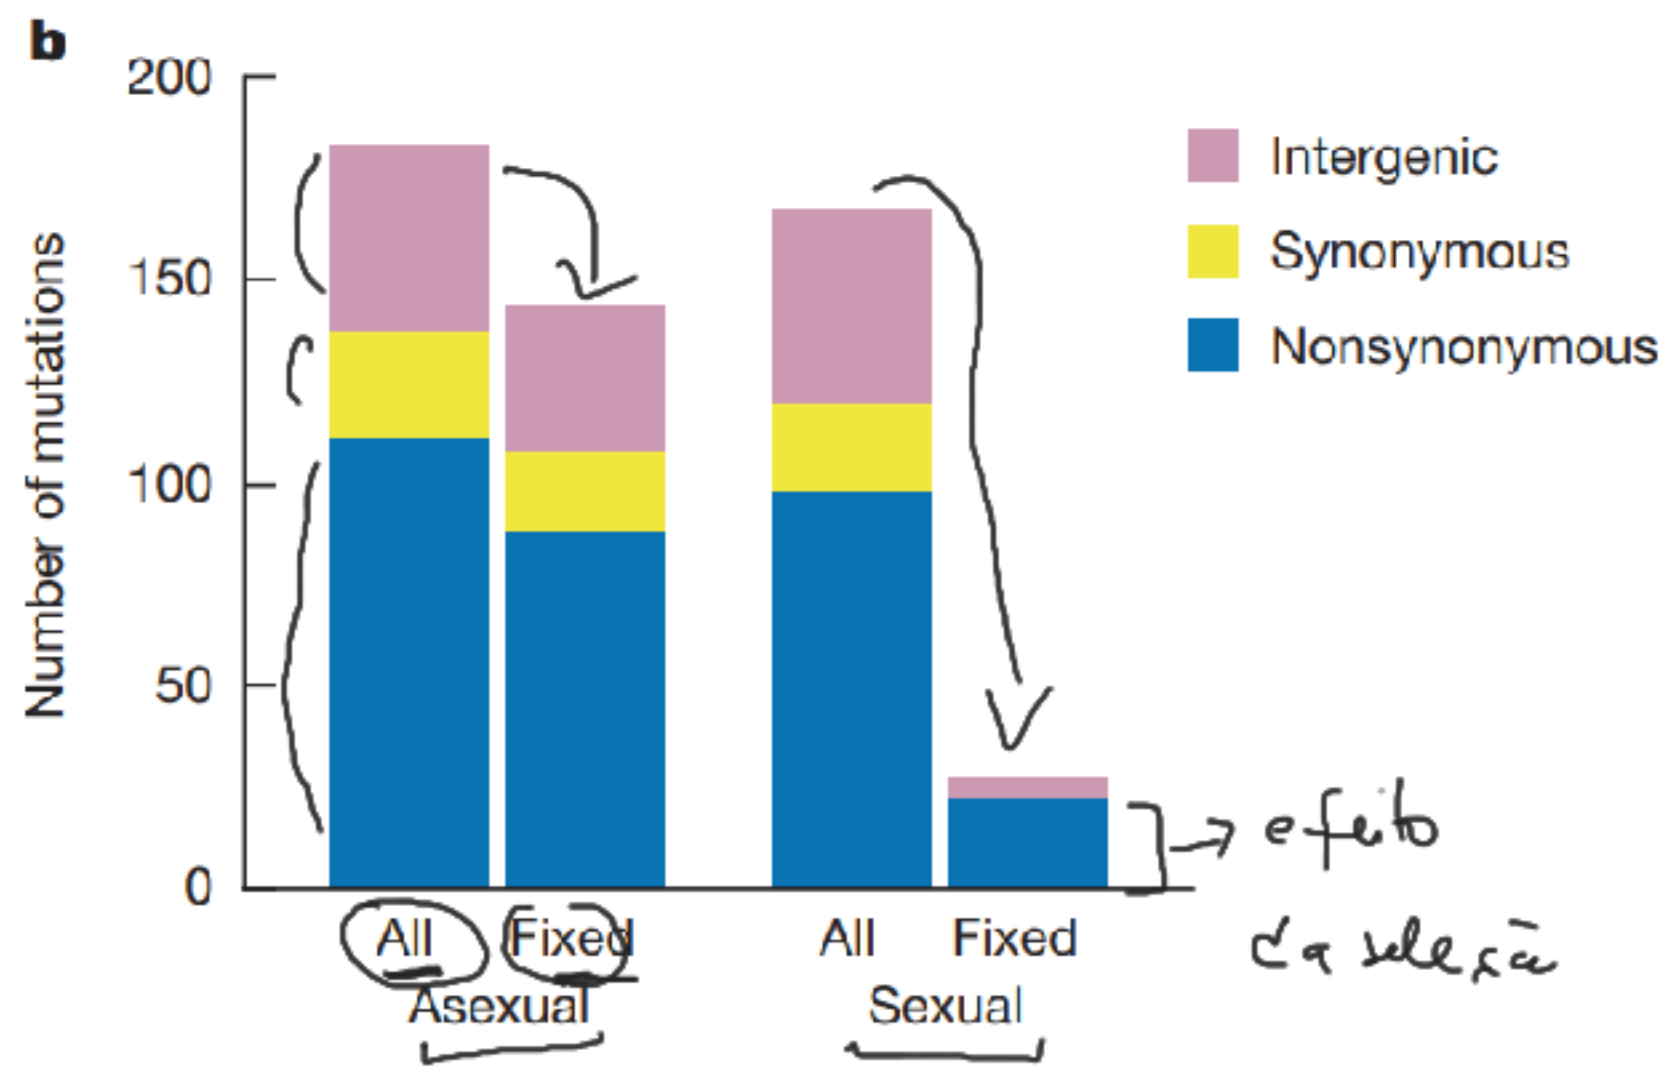 b
200
150
100
50
0
Number of mutations
Intergenic
Synonymous
Nonsynonymous
All
Fixed
All
Fixed
Asexual
Sexual
efeito
da seleção